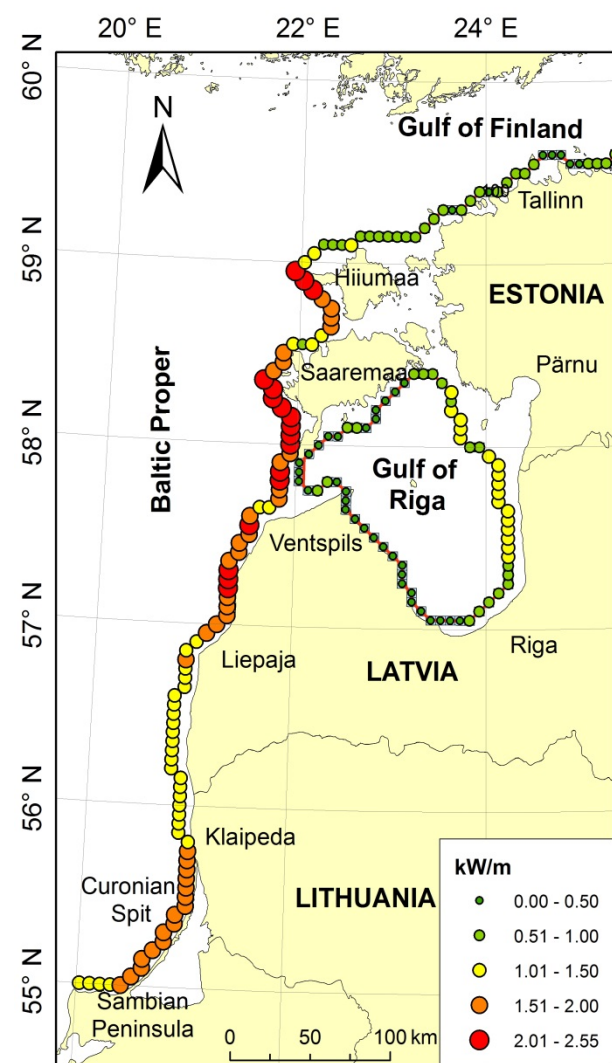 20° E
22° E
24° E
60° N
N
Gulf of Finland
Tallinn
59° N
Hiiumaa
ESTONIA
Baltic Proper
Saaremaa
Pärnu
58° N
Gulf of
Riga
Ventspils
57° N
Liepaja
Riga
LATVIA
56° N
Klaipeda
Curonian
Spit
LITHUANIA
55° N
Sambian
Peninsula
kW/m
0.00 - 0.50
0.51 - 1.00
1.01 - 1.50
1.51 - 2.00
2.01 - 2.55
0 50 100 km